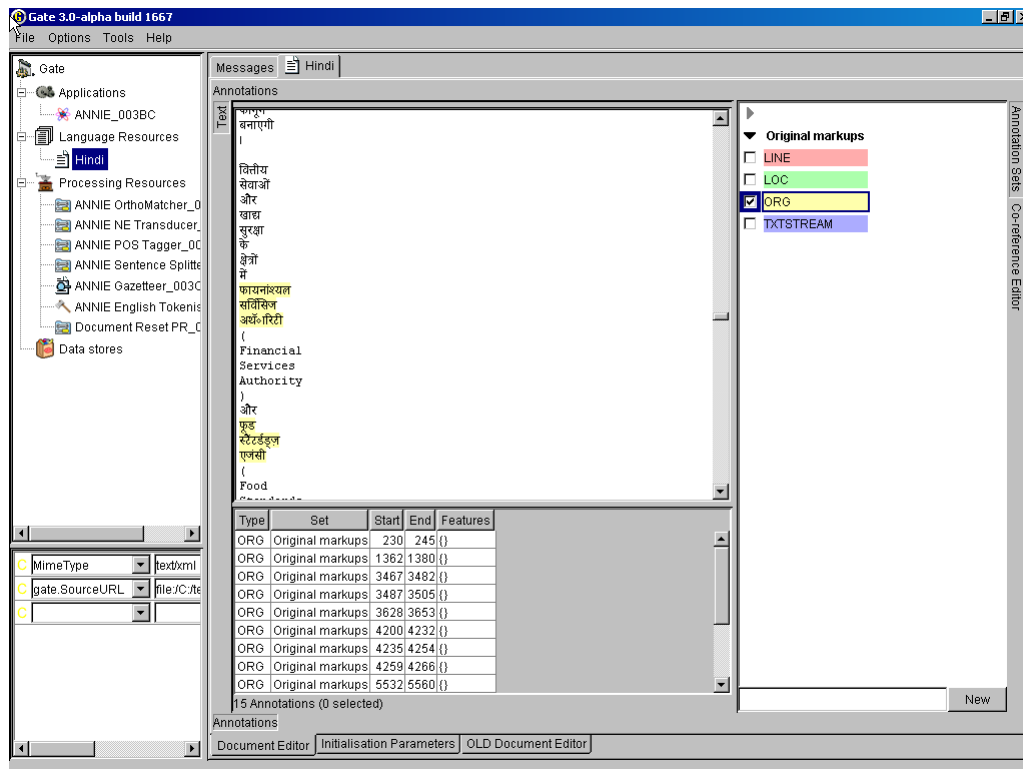 Gate 3.0-alpha build 1667
File Options Tools Help
Gate
Applications
ANNIE_003BC
Language Resources
Hindi
Processing Resources
ANNIE OrthoMatcher_0
ANNIE NE Transducer_
ANNIE POS Tagger_00
ANNIE Sentence Splitte
ANNIE Gazetteer_003C
ANNIE English Tokenis
Document Reset PR_0
Data stores
C MimeType text/xml
C gate.SourceURL file:/C:/te
C
Messages Hindi
Annotations
Text
बनाएगी
।
वित्तीय
सेवाओं
और
खाद्य
सुरक्षा
के
क्षेत्रों
में
फायनांश्यल
सर्विसिज
अथॅारिटी
(
Financial
Services
Authority
)
और
फूड
एजंसी
(
Food
Type Set Start End Features
ORG Original markups 230 245 {}
ORG Original markups 1362 1380 {}
ORG Original markups 3467 3482 {}
ORG Original markups 3487 3505 {}
ORG Original markups 3628 3653 {}
ORG Original markups 4200 4232 {}
ORG Original markups 4235 4254 {}
ORG Original markups 4259 4266 {}
ORG Original markups 5532 5560 {}
15 Annotations (0 selected)
Annotations
Document Editor Initialisation Parameters OLD Document Editor
Original markups
LINE
LOC
ORG
TXTSTREAM
New
Annotation Sets
Co-reference Editor